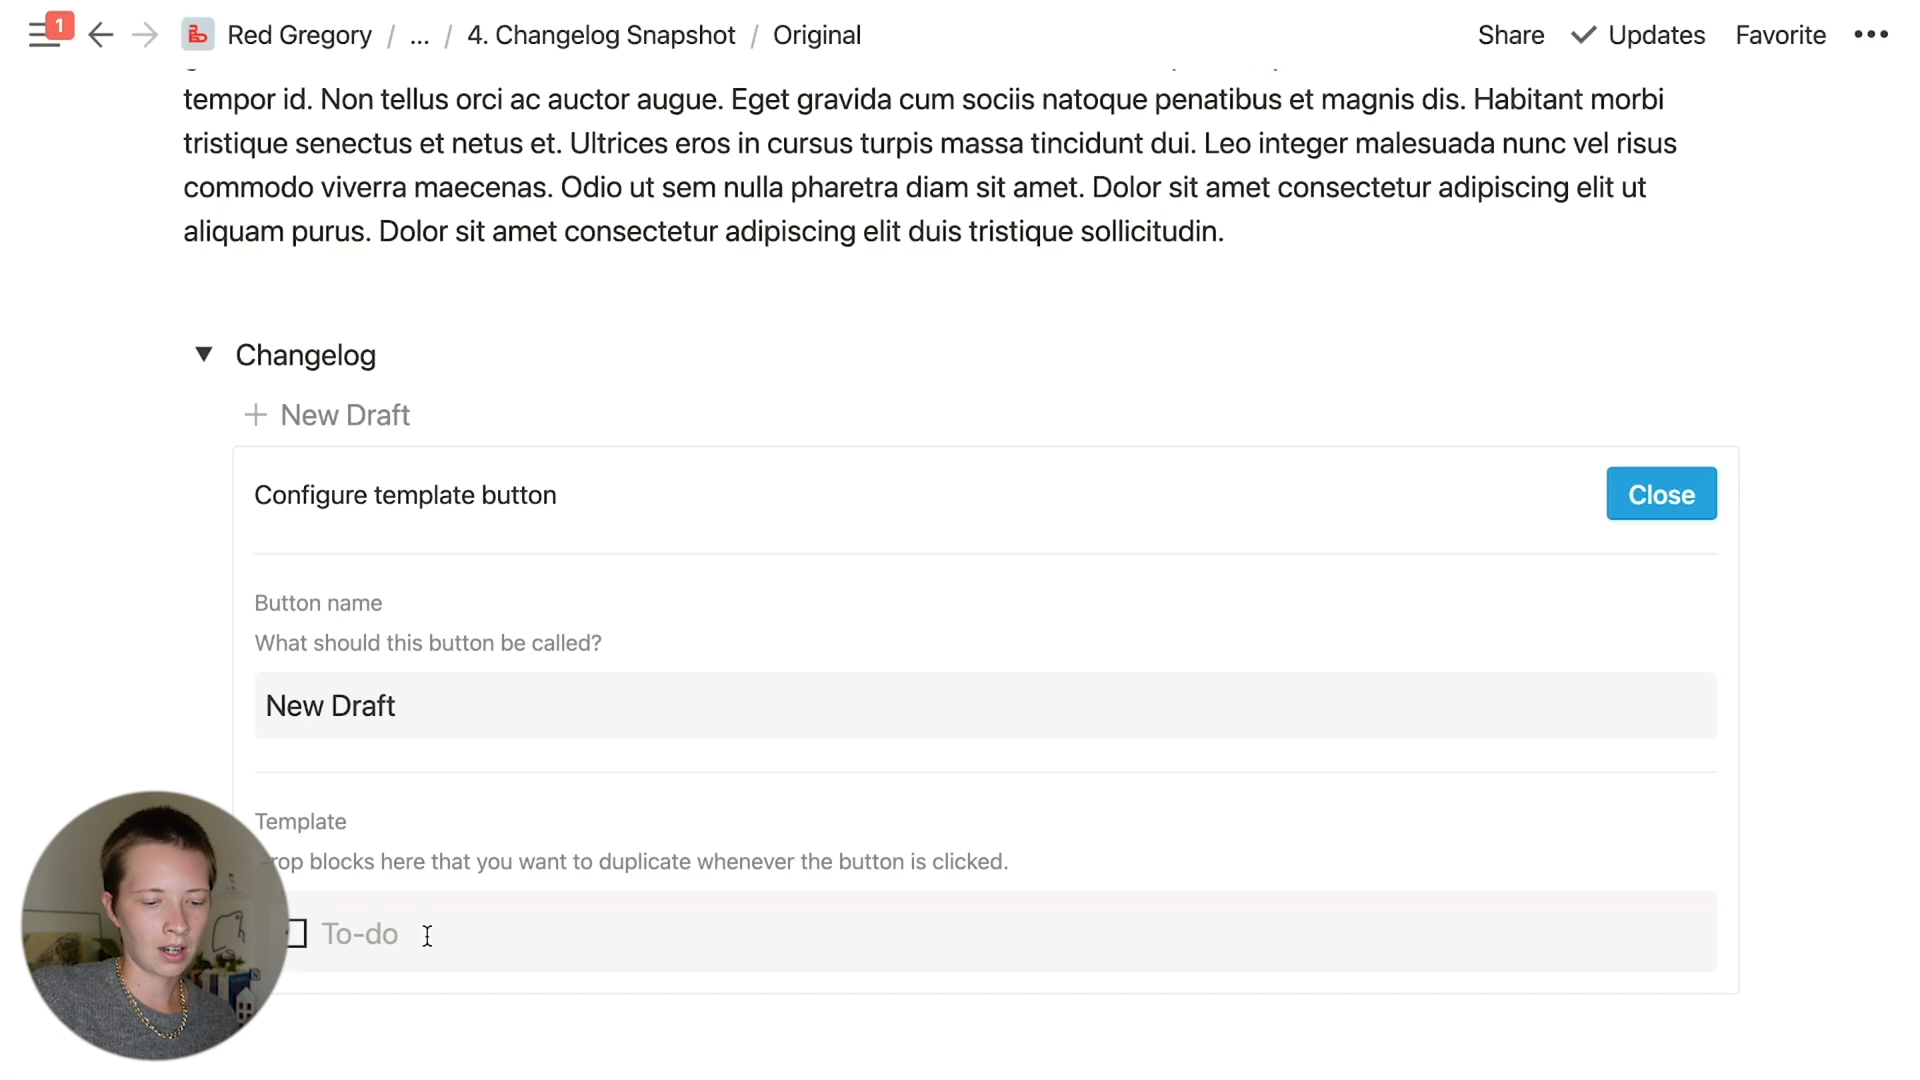 1
Red Gregory / ... / 4. Changelog Snapshot / Original
Share Updates Favorite
tempor id. Non tellus orci ac auctor augue. Eget gravida cum sociis natoque penatibus et magnis dis. Habitant morbi
tristique senectus et netus et. Ultrices eros in cursus turpis massa tincidunt dui. Leo integer malesuada nunc vel risus
commodo viverra maecenas. Odio ut sem nulla pharetra diam sit amet. Dolor sit amet consectetur adipiscing elit ut
aliquam purus. Dolor sit amet consectetur adipiscing elit duis tristique sollicitudin.
Changelog
+ New Draft
Configure template button
Close
Button name
What should this button be called?
New Draft
Template
rop blocks here that you want to duplicate whenever the button is clicked.
To-do